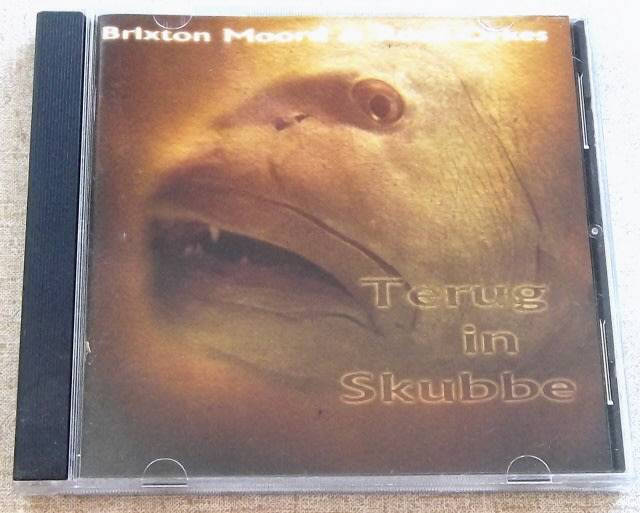 Brixton Moord &
Terug
in
Skubbe